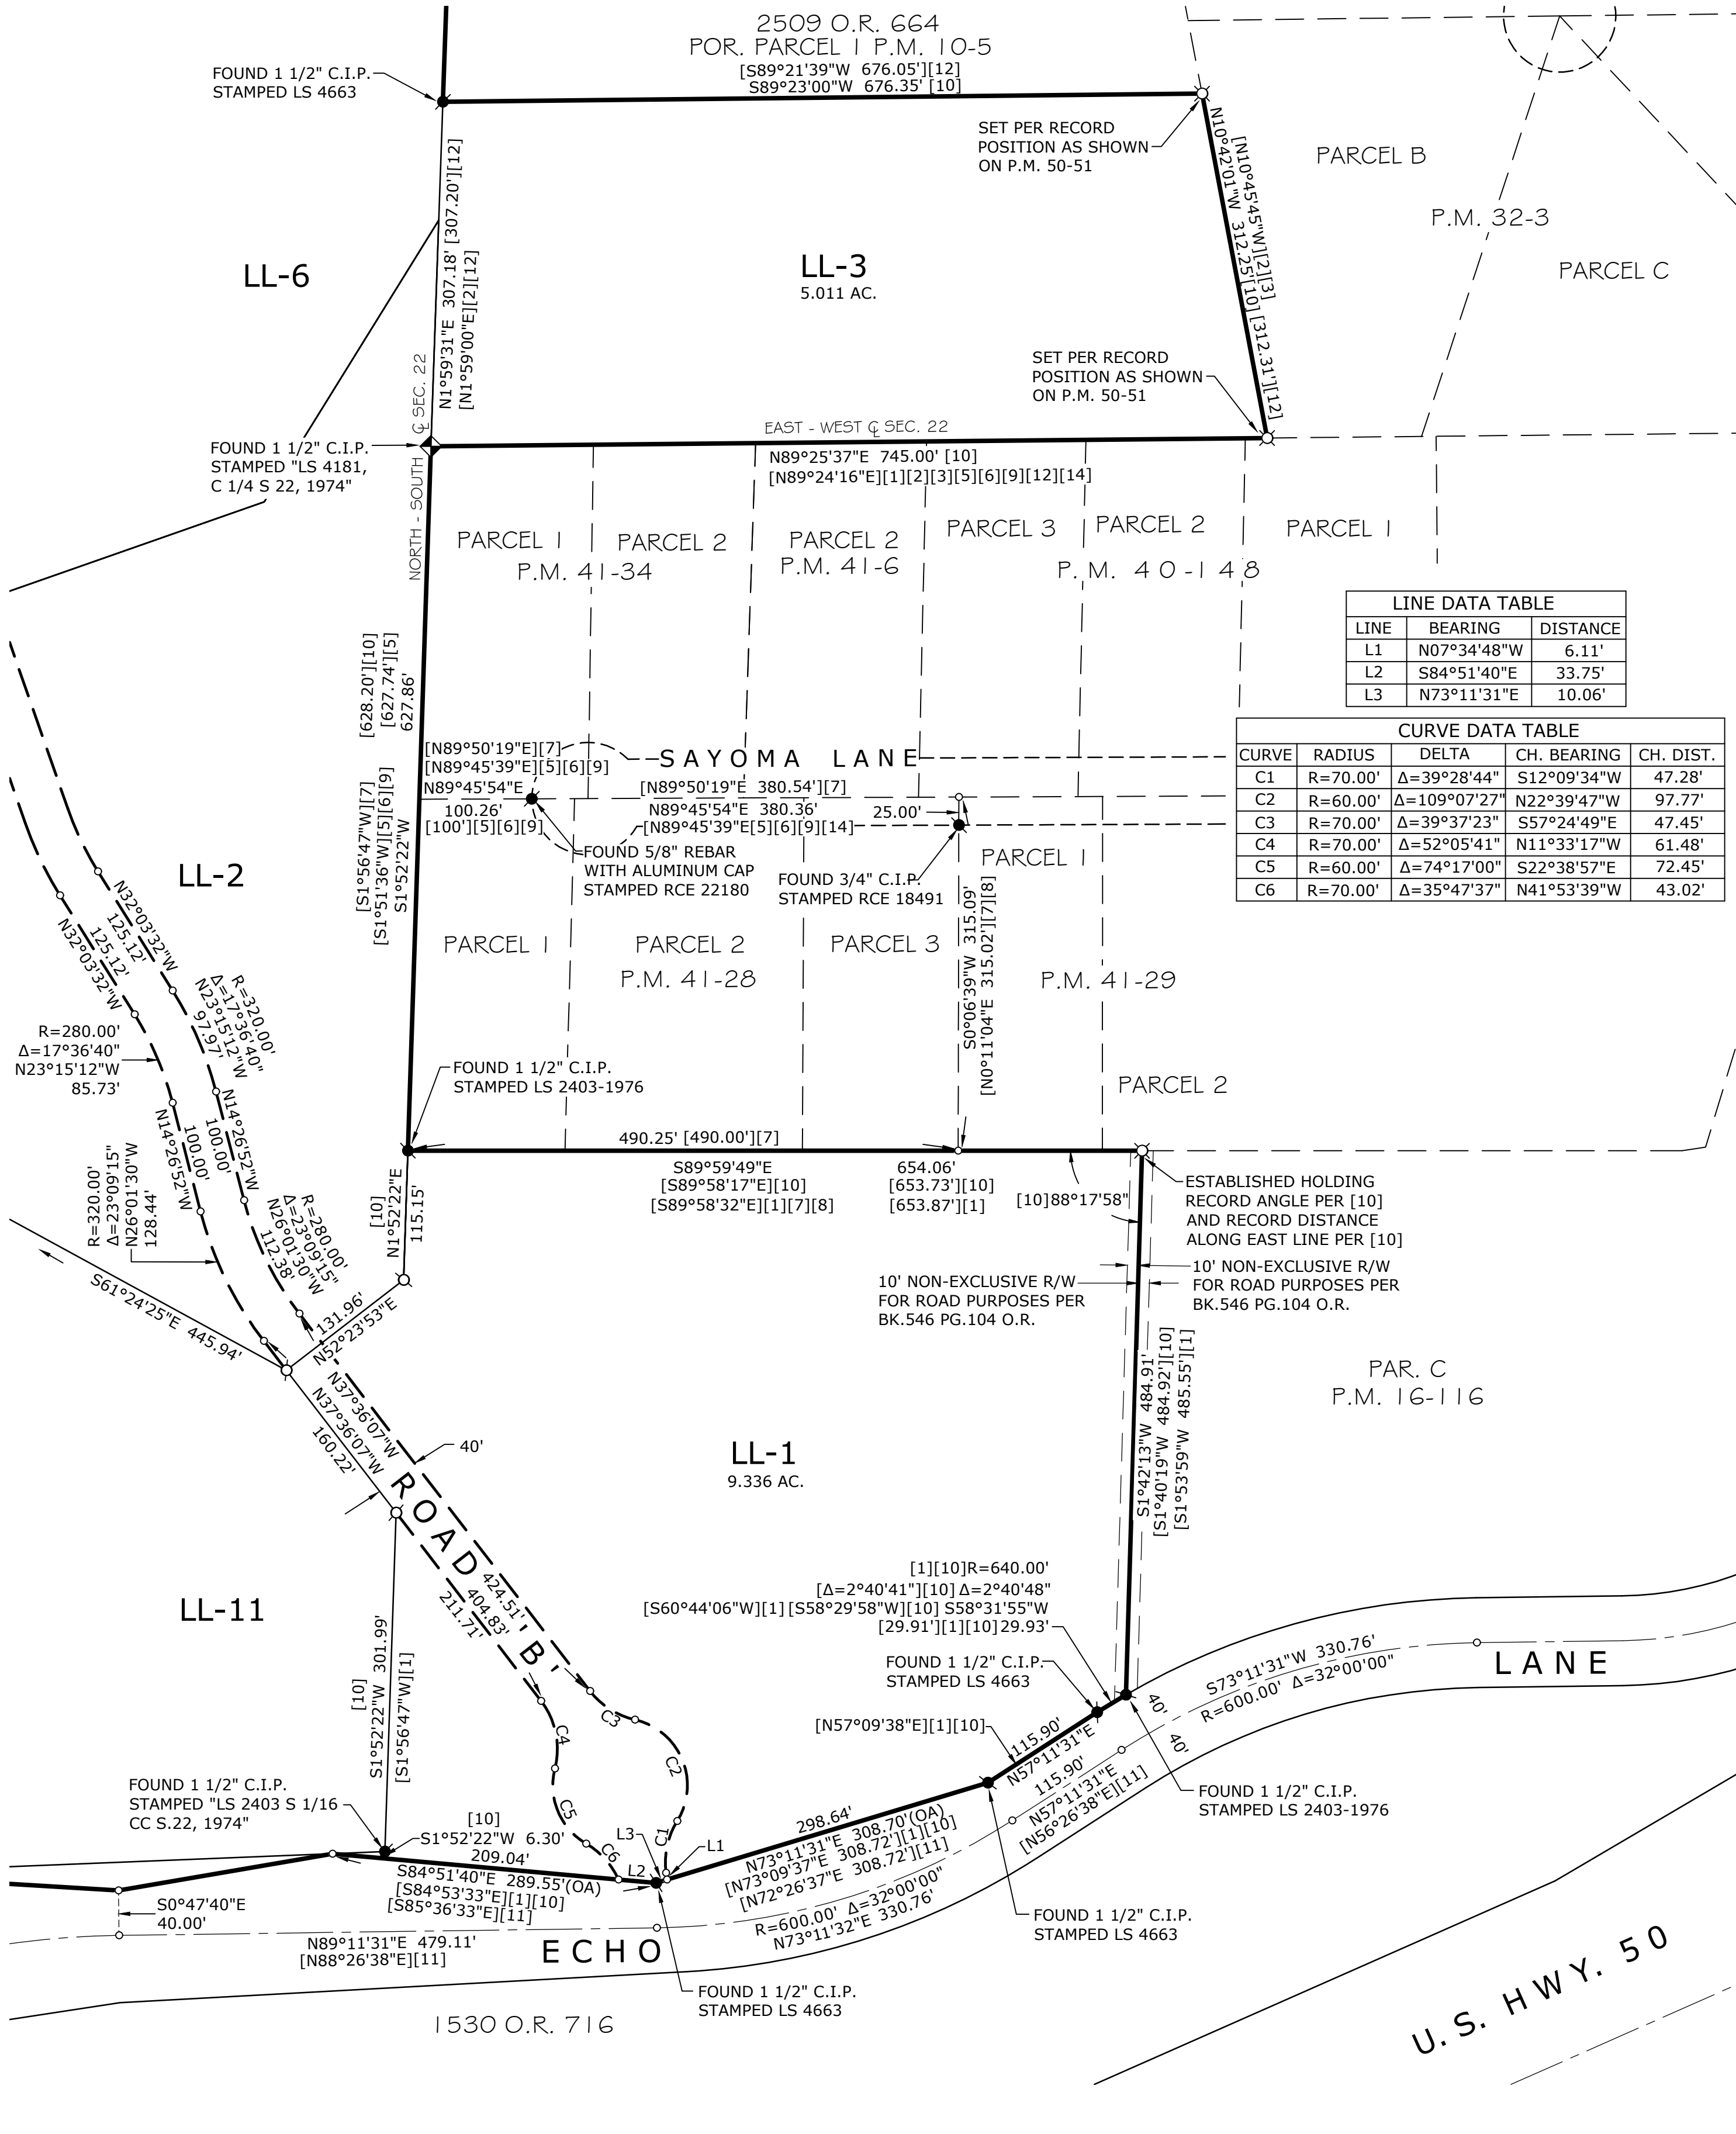 2509 O.R. 664
POR. PARCEL 1 P.M. 10-5
[S89°21'39"W 676.05'][12]
S89°23'00"W 676.35' [10]
FOUND 1 1/2" C.I.P.
STAMPED LS 4663
SET PER RECORD
POSITION AS SHOWN
ON P.M. 50-51
[N10°45'45"W][2][3]
N10°42'01"W 312.25'[10] [312.31'][12]
PARCEL B
P.M. 32-3
PARCEL C
LL-6
N1°59'31"E 307.18' [307.20'][12]
[N1°59'00"E][2][12]
LL-3
5.011 AC.
SET PER RECORD
POSITION AS SHOWN
ON P.M. 50-51
NORTH - SOUTH ℄ SEC. 22
EAST - WEST ℄ SEC. 22
FOUND 1 1/2" C.I.P.
STAMPED "LS 4181,
C 1/4 S 22, 1974"
N89°25'37"E 745.00' [10]
[N89°24'16"E][1][2][3][5][6][9][12][14]
PARCEL 1
PARCEL 2
P.M. 41-34
PARCEL 2
P.M. 41-6
PARCEL 3
PARCEL 2
PARCEL 1
P. M. 40-148
LINE DATA TABLE
LINE BEARING DISTANCE
L1 N07°34'48"W 6.11'
L2 S84°51'40"E 33.75'
L3 N73°11'31"E 10.06'
CURVE DATA TABLE
CURVE RADIUS DELTA CH. BEARING CH. DIST.
C1 R=70.00' Δ=39°28'44" S12°09'34"W 47.28'
C2 R=60.00' Δ=109°07'27" N22°39'47"W 97.77'
C3 R=70.00' Δ=39°37'23" S57°24'49"E 47.45'
C4 R=70.00' Δ=52°05'41" N11°33'17"W 61.48'
C5 R=60.00' Δ=74°17'00" S22°38'57"E 72.45'
C6 R=70.00' Δ=35°47'37" N41°53'39"W 43.02'
[628.20'][10]
[627.74'][5]
627.86'
[S1°56'47"W][7]
[S1°51'36"W][5][6][9]
S1°52'22"W
[N89°50'19"E][7]
[N89°45'39"E][5][6][9]
N89°45'54"E
100.26'
[100'][5][6][9]
SAYOMA LANE
[N89°50'19"E 380.54'][7]
N89°45'54"E 380.36'
[N89°45'39"E[5][6][9][14]
25.00'
FOUND 5/8" REBAR
WITH ALUMINUM CAP
STAMPED RCE 22180
FOUND 3/4" C.I.P.
STAMPED RCE 18491
PARCEL 1
S0°06'39"W 315.09'
[N0°11'04"E 315.02'][7][8]
LL-2
PARCEL 1
PARCEL 2
P.M. 41-28
PARCEL 3
P.M. 41-29
PARCEL 2
N32°03'32"W
125.12'
125.12'
N32°03'32"W
R=320.00'
Δ=17°36'40"
N23°15'12"W
97.97'
R=280.00'
Δ=17°36'40"
N23°15'12"W
85.73'
N14°26'52"W
100.00'
100.00'
N14°26'52"W
FOUND 1 1/2" C.I.P.
STAMPED LS 2403-1976
490.25' [490.00'][7]
S89°59'49"E
[S89°58'17"E][10]
[S89°58'32"E][1][7][8]
654.06'
[653.73'][10]
[653.87'][1]
[10]88°17'58"
ESTABLISHED HOLDING
RECORD ANGLE PER [10]
AND RECORD DISTANCE
ALONG EAST LINE PER [10]
10' NON-EXCLUSIVE R/W
FOR ROAD PURPOSES PER
BK.546 PG.104 O.R.
10' NON-EXCLUSIVE R/W
FOR ROAD PURPOSES PER
BK.546 PG.104 O.R.
R=320.00'
Δ=23°09'15"
N26°01'30"W
128.44'
R=280.00'
Δ=23°09'15"
N26°01'30"W
112.38'
[10]
N1°52'22"E
115.15'
S61°24'25"E 445.94'
131.96'
N52°23'53"E
N37°36'07"W
N37°36'07"W
160.22'
40'
S1°42'13"W 484.91'
[S1°40'19"W 484.92'][10]
[S1°53'59"W 485.55'][1]
PAR. C
P.M. 16-116
LL-1
9.336 AC.
ROAD 'B'
424.51'
404.83'
211.71'
LL-11
[10]
S1°52'22"W 301.99'
[S1°56'47"W][1]
[1][10]R=640.00'
[Δ=2°40'41"][10] Δ=2°40'48"
[S60°44'06"W][1] [S58°29'58"W][10] S58°31'55"W
[29.91'][1][10] 29.93'
FOUND 1 1/2" C.I.P.
STAMPED LS 4663
[N57°09'38"E][1][10]
115.90'
N57°11'31"E
115.90'
N57°11'31"E
[N56°26'38"E][11]
40'
40'
S73°11'31"W 330.76'
R=600.00' Δ=32°00'00"
LANE
C3
C4
C2
C5
C1
C6
L3
L1
L2
FOUND 1 1/2" C.I.P.
STAMPED "LS 2403 S 1/16
CC S.22, 1974"
[10]
S1°52'22"W 6.30'
209.04'
S84°51'40"E 289.55'(OA)
[S84°53'33"E][1][10]
[S85°36'33"E][11]
298.64'
N73°11'31"E 308.70'(OA)
[N73°09'37"E 308.72'][1][10]
[N72°26'37"E 308.72'][11]
R=600.00' Δ=32°00'00"
N73°11'32"E 330.76'
FOUND 1 1/2" C.I.P.
STAMPED LS 2403-1976
S0°47'40"E
40.00'
N89°11'31"E 479.11'
[N88°26'38"E][11]
ECHO
FOUND 1 1/2" C.I.P.
STAMPED LS 4663
FOUND 1 1/2" C.I.P.
STAMPED LS 4663
1530 O.R. 716
U.S. HWY. 50